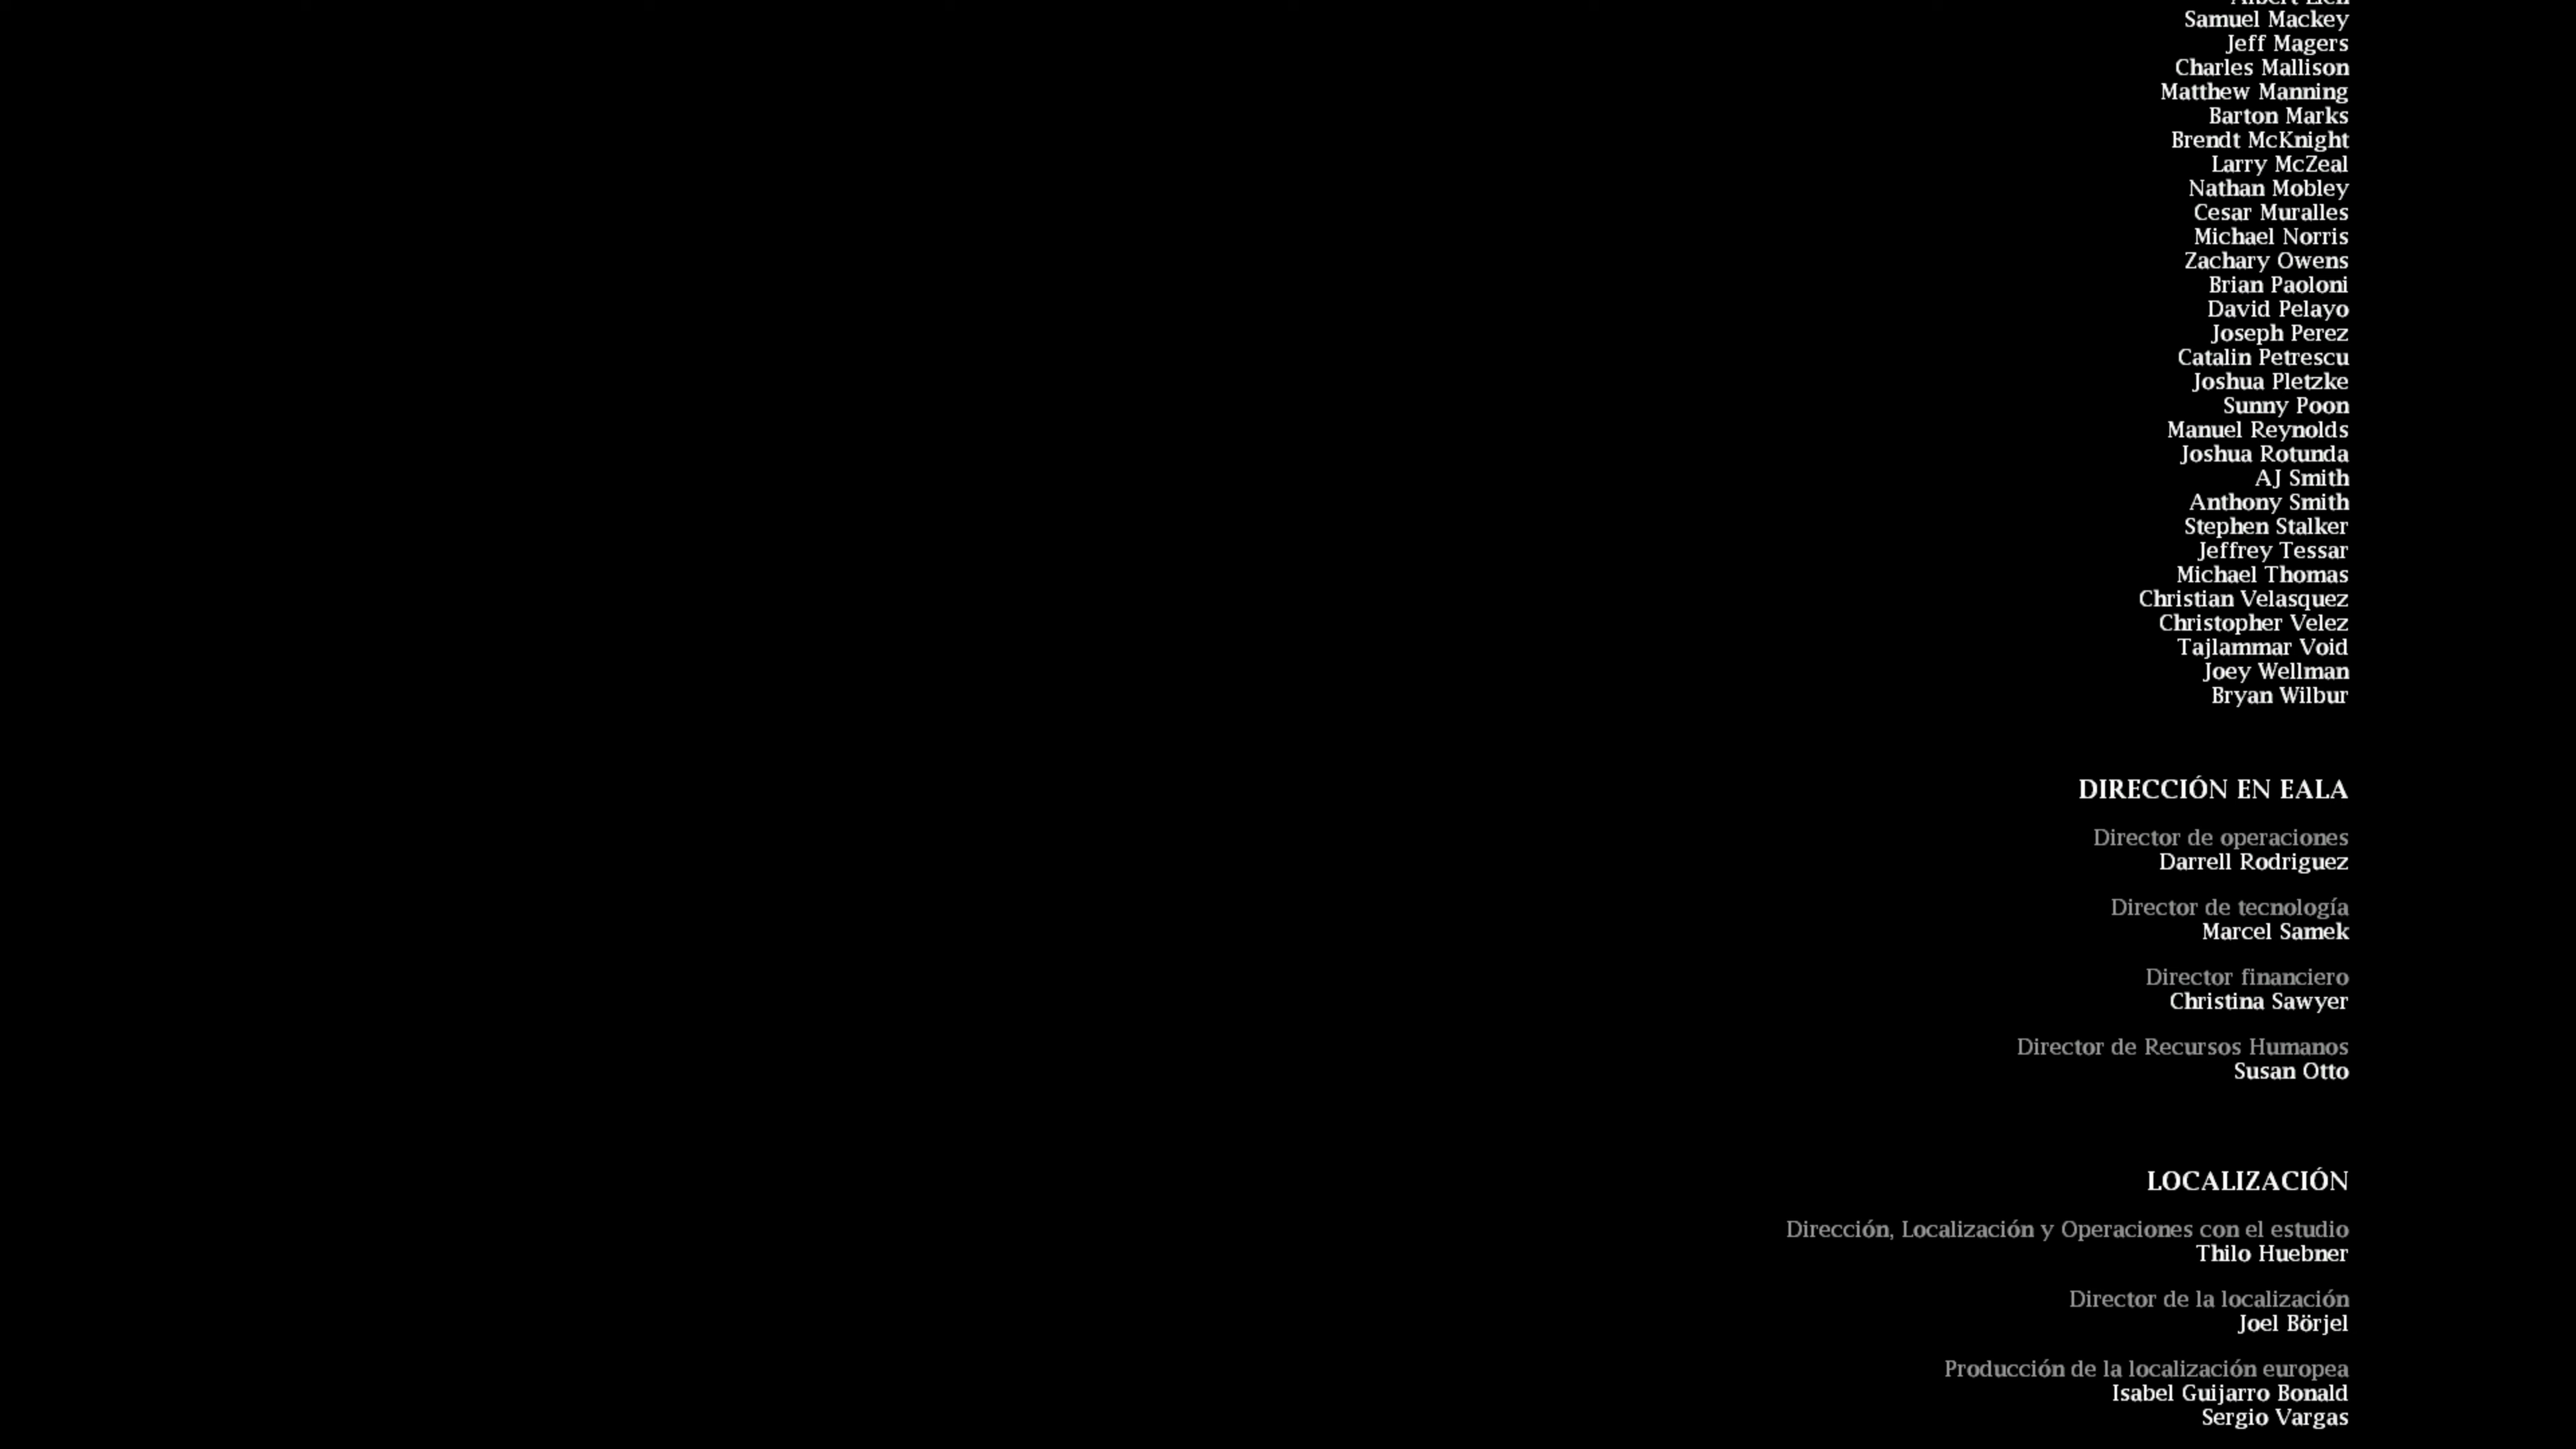 Samuel Mackey
Jeff Magers
Charles Mallison
Matthew Manning
Barton Marks
Brendt McKnight
Larry McZeal
Nathan Mobley
Cesar Muralles
Michael Norris
Zachary Owens
Brian Paoloni
David Pelayo
Joseph Perez
Catalin Petrescu
Joshua Pletzke
Sunny Poon
Manuel Reynolds
Joshua Rotunda
AJ Smith
Anthony Smith
Stephen Stalker
Jeffrey Tessar
Michael Thomas
Christian Velasquez
Christopher Velez
Tajlammar Void
Joey Wellman
Bryan Wilbur
DIRECCIÓN EN EALA
Director de operaciones
Darrell Rodriguez
Director de tecnología
Marcel Samek
Director financiero
Christina Sawyer
Director de Recursos Humanos
Susan Otto
LOCALIZACIÓN
Dirección, Localización y Operaciones con el estudio
Thilo Huebner
Director de la localización
Joel Börjel
Producción de la localización europea
Isabel Guijarro Bonald
Sergio Vargas